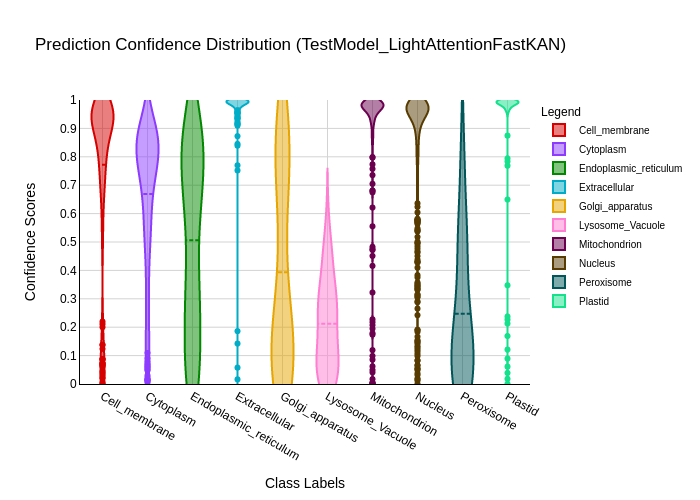 Prediction Confidence Distribution (TestModel_LightAttentionFastKAN)
Confidence Scores
1
0.9
0.8
0.7
0.6
0.5
0.4
0.3
0.2
0.1
0
Cell_membrane
Cytoplasm
Endoplasmic_reticulum
Extracellular
Golgi_apparatus
Lysosome_Vacuole
Mitochondrion
Nucleus
Peroxisome
Plastid
Class Labels
Legend
Cell_membrane
Cytoplasm
Endoplasmic_reticulum
Extracellular
Golgi_apparatus
Lysosome_Vacuole
Mitochondrion
Nucleus
Peroxisome
Plastid